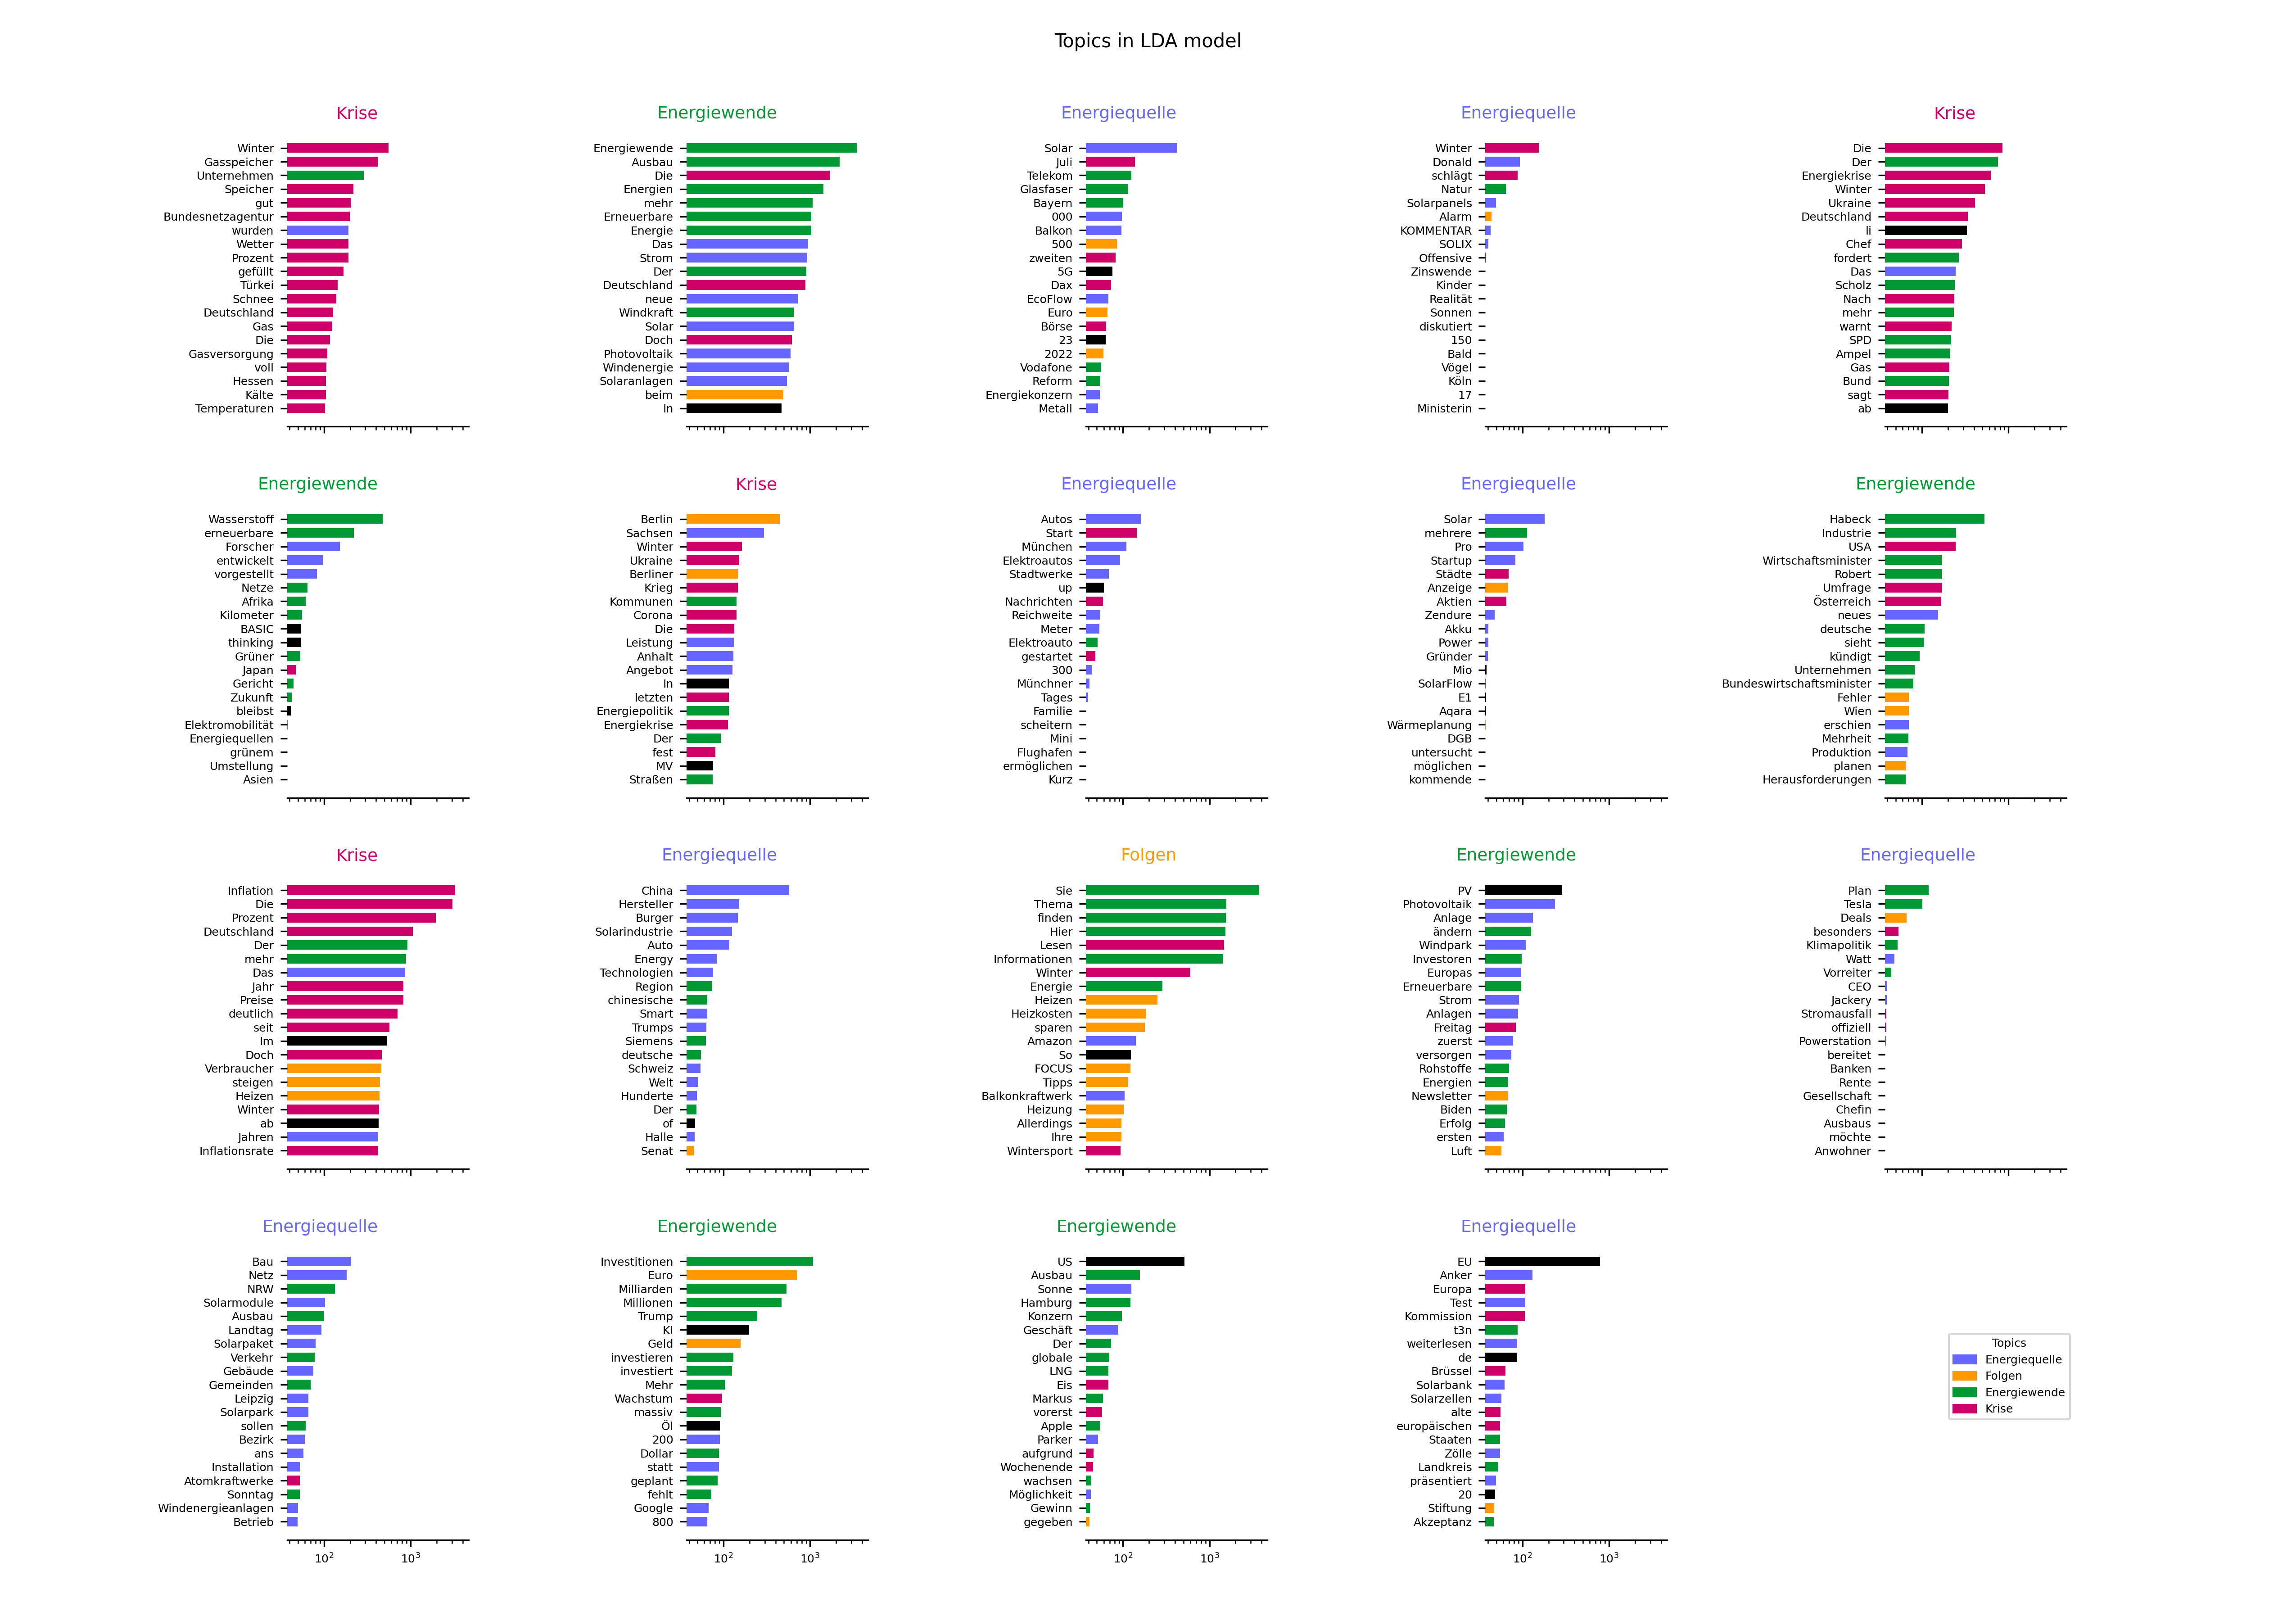 Topics in LDA model
Krise
Winter
Gasspeicher
Unternehmen
Speicher
gut
Bundesnetzagentur
wurden
Wetter
Prozent
gefüllt
Türkei
Schnee
Deutschland
Gas
Die
Gasversorgung
voll
Hessen
Kälte
Temperaturen
Energiewende
Energiewende
Ausbau
Die
Energien
mehr
Erneuerbare
Energie
Das
Strom
Der
Deutschland
neue
Windkraft
Solar
Doch
Photovoltaik
Windenergie
Solaranlagen
beim
In
Energiequelle
Solar
Juli
Telekom
Glasfaser
Bayern
000
Balkon
500
zweiten
5G
Dax
EcoFlow
Euro
Börse
23
2022
Vodafone
Reform
Energiekonzern
Metall
Energiequelle
Winter
Donald
schlägt
Natur
Solarpanels
Alarm
KOMMENTAR
SOLIX
Offensive
Zinswende
Kinder
Realität
Sonnen
diskutiert
150
Bald
Vögel
Köln
17
Ministerin
Krise
Die
Der
Energiekrise
Winter
Ukraine
Deutschland
li
Chef
fordert
Das
Scholz
Nach
mehr
warnt
SPD
Ampel
Gas
Bund
sagt
ab
Energiewende
Wasserstoff
erneuerbare
Forscher
entwickelt
vorgestellt
Netze
Afrika
Kilometer
BASIC
thinking
Grüner
Japan
Gericht
Zukunft
bleibst
Elektromobilität
Energiequellen
grünem
Umstellung
Asien
Krise
Berlin
Sachsen
Winter
Ukraine
Berliner
Krieg
Kommunen
Corona
Die
Leistung
Anhalt
Angebot
In
letzten
Energiepolitik
Energiekrise
Der
fest
MV
Straßen
Energiequelle
Autos
Start
München
Elektroautos
Stadtwerke
up
Nachrichten
Reichweite
Meter
Elektroauto
gestartet
300
Münchner
Tages
Familie
scheitern
Mini
Flughafen
ermöglichen
Kurz
Energiequelle
Solar
mehrere
Pro
Startup
Städte
Anzeige
Aktien
Zendure
Akku
Power
Gründer
Mio
SolarFlow
E1
Aqara
Wärmeplanung
DGB
untersucht
möglichen
kommende
Energiewende
Habeck
Industrie
USA
Wirtschaftsminister
Robert
Umfrage
Österreich
neues
deutsche
sieht
kündigt
Unternehmen
Bundeswirtschaftsminister
Fehler
Wien
erschien
Mehrheit
Produktion
planen
Herausforderungen
Krise
Inflation
Die
Prozent
Deutschland
Der
mehr
Das
Jahr
Preise
deutlich
seit
Im
Doch
Verbraucher
steigen
Heizen
Winter
ab
Jahren
Inflationsrate
Energiequelle
China
Hersteller
Burger
Solarindustrie
Auto
Energy
Technologien
Region
chinesische
Smart
Trumps
Siemens
deutsche
Schweiz
Welt
Hunderte
Der
of
Halle
Senat
Folgen
Sie
Thema
finden
Hier
Lesen
Informationen
Winter
Energie
Heizen
Heizkosten
sparen
Amazon
So
FOCUS
Tipps
Balkonkraftwerk
Heizung
Allerdings
Ihre
Wintersport
Energiewende
PV
Photovoltaik
Anlage
ändern
Windpark
Investoren
Europas
Erneuerbare
Strom
Anlagen
Freitag
zuerst
versorgen
Rohstoffe
Energien
Newsletter
Biden
Erfolg
ersten
Luft
Energiequelle
Plan
Tesla
Deals
besonders
Klimapolitik
Watt
Vorreiter
CEO
Jackery
Stromausfall
offiziell
Powerstation
bereitet
Banken
Rente
Gesellschaft
Chefin
Ausbaus
möchte
Anwohner
Energiequelle
Bau
Netz
NRW
Solarmodule
Ausbau
Landtag
Solarpaket
Verkehr
Gebäude
Gemeinden
Leipzig
Solarpark
sollen
Bezirk
ans
Installation
Atomkraftwerke
Sonntag
Windenergieanlagen
Betrieb
10² 10³
Energiewende
Investitionen
Euro
Milliarden
Millionen
Trump
KI
Geld
investieren
investiert
Mehr
Wachstum
massiv
Öl
200
Dollar
statt
geplant
fehlt
Google
800
10² 10³
Energiewende
US
Ausbau
Sonne
Hamburg
Konzern
Geschäft
Der
globale
LNG
Eis
Markus
vorerst
Apple
Parker
aufgrund
Wochenende
wachsen
Möglichkeit
Gewinn
gegeben
10² 10³
Energiequelle
EU
Anker
Europa
Test
Kommission
t3n
weiterlesen
de
Brüssel
Solarbank
Solarzellen
alte
europäischen
Staaten
Zölle
Landkreis
präsentiert
20
Stiftung
Akzeptanz
10² 10³
Topics
Energiequelle
Folgen
Energiewende
Krise